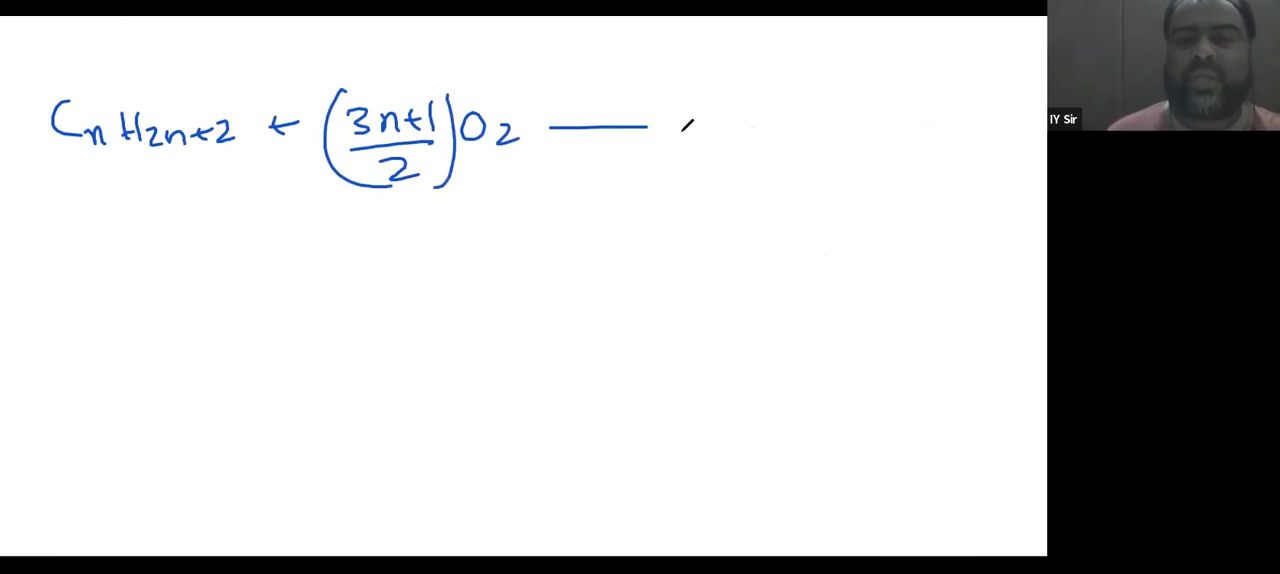 CnH2n+2 + (3n+1/2)O2 —
IY Sir